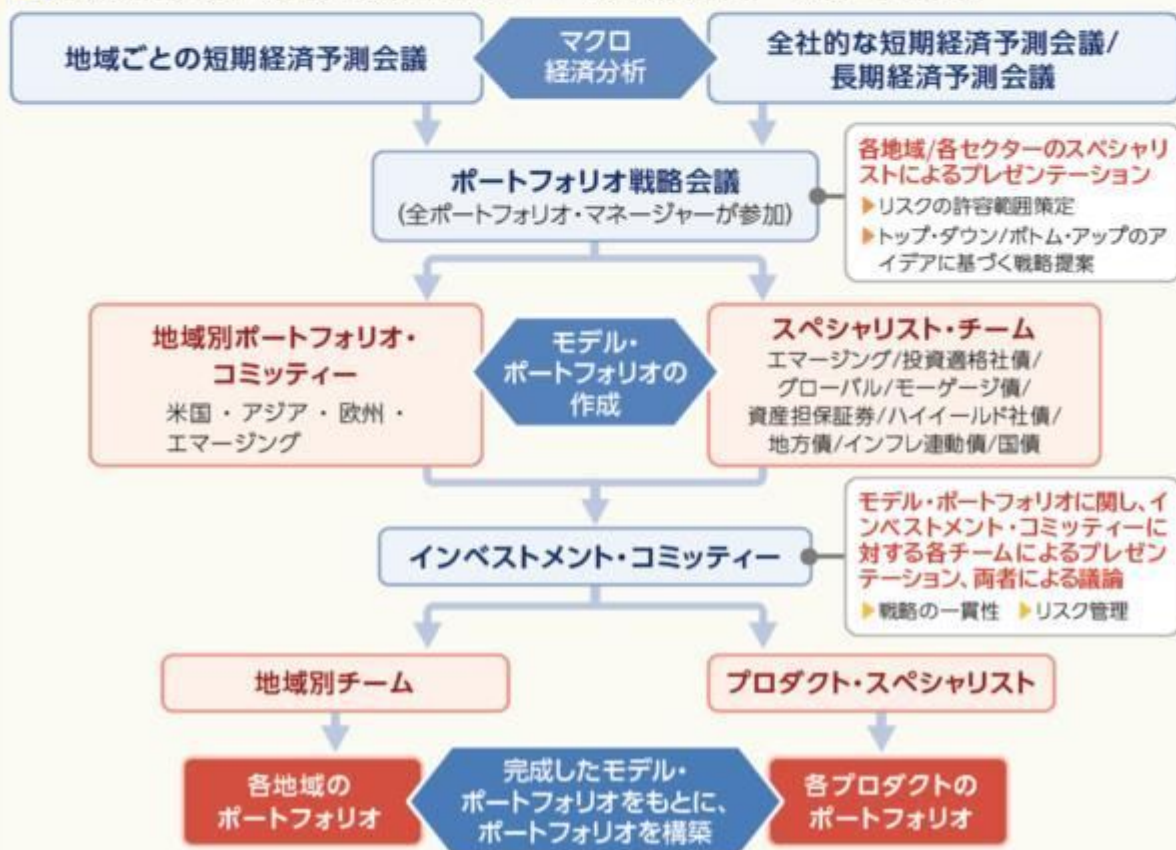 地域ごとの短期経済予測会議
マクロ
経済分析
全社的な短期経済予測会議/
長期経済予測会議
ポートフォリオ戦略会議
(全ポートフォリオ・マネージャーが参加)
各地域/各セクターのスペシャリ
ストによるプレゼンテーション
▶リスクの許容範囲策定
▶トップ・ダウン/ボトム・アップのア
イデアに基づく戦略提案
地域別ポートフォリオ・
コミッティー
米国・アジア・欧州・
エマージング
モデル・
ポートフォリオの
作成
スペシャリスト・チーム
エマージング/投資適格社債/
グローバル/モーゲージ債/
資産担保証券/ハイイールド社債/
地方債/インフレ連動債/国債
インベストメント・コミッティー
モデル・ポートフォリオに関し、イ
ンベストメント・コミッティーに
対する各チームによるプレゼン
テーション、両者による議論
▶戦略の一貫性 ▶リスク管理
地域別チーム
プロダクト・スペシャリスト
各地域の
ポートフォリオ
完成したモデル・
ポートフォリオをもとに、
ポートフォリオを構築
各プロダクトの
ポートフォリオ